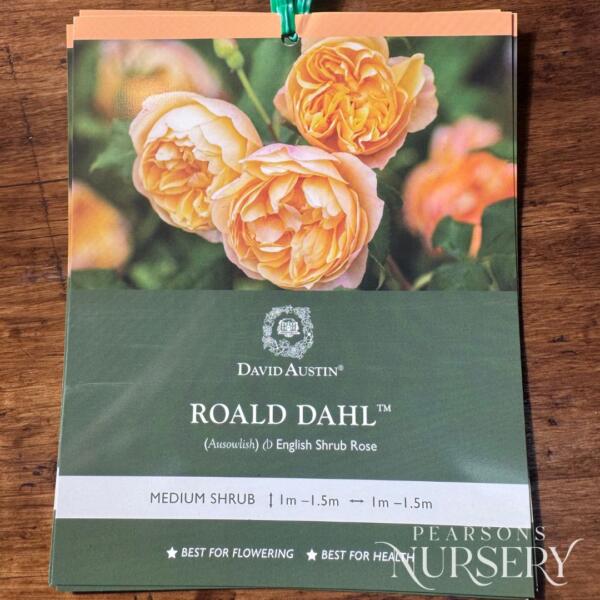 DAVID AUSTIN®
ROALD DAHL™
(Ausowlish) Ⓓ English Shrub Rose
MEDIUM SHRUB ↕ 1m –1.5m ↔ 1m –1.5m
★ BEST FOR FLOWERING ★ BEST FOR HEALTH
PEARSONS
NURSERY